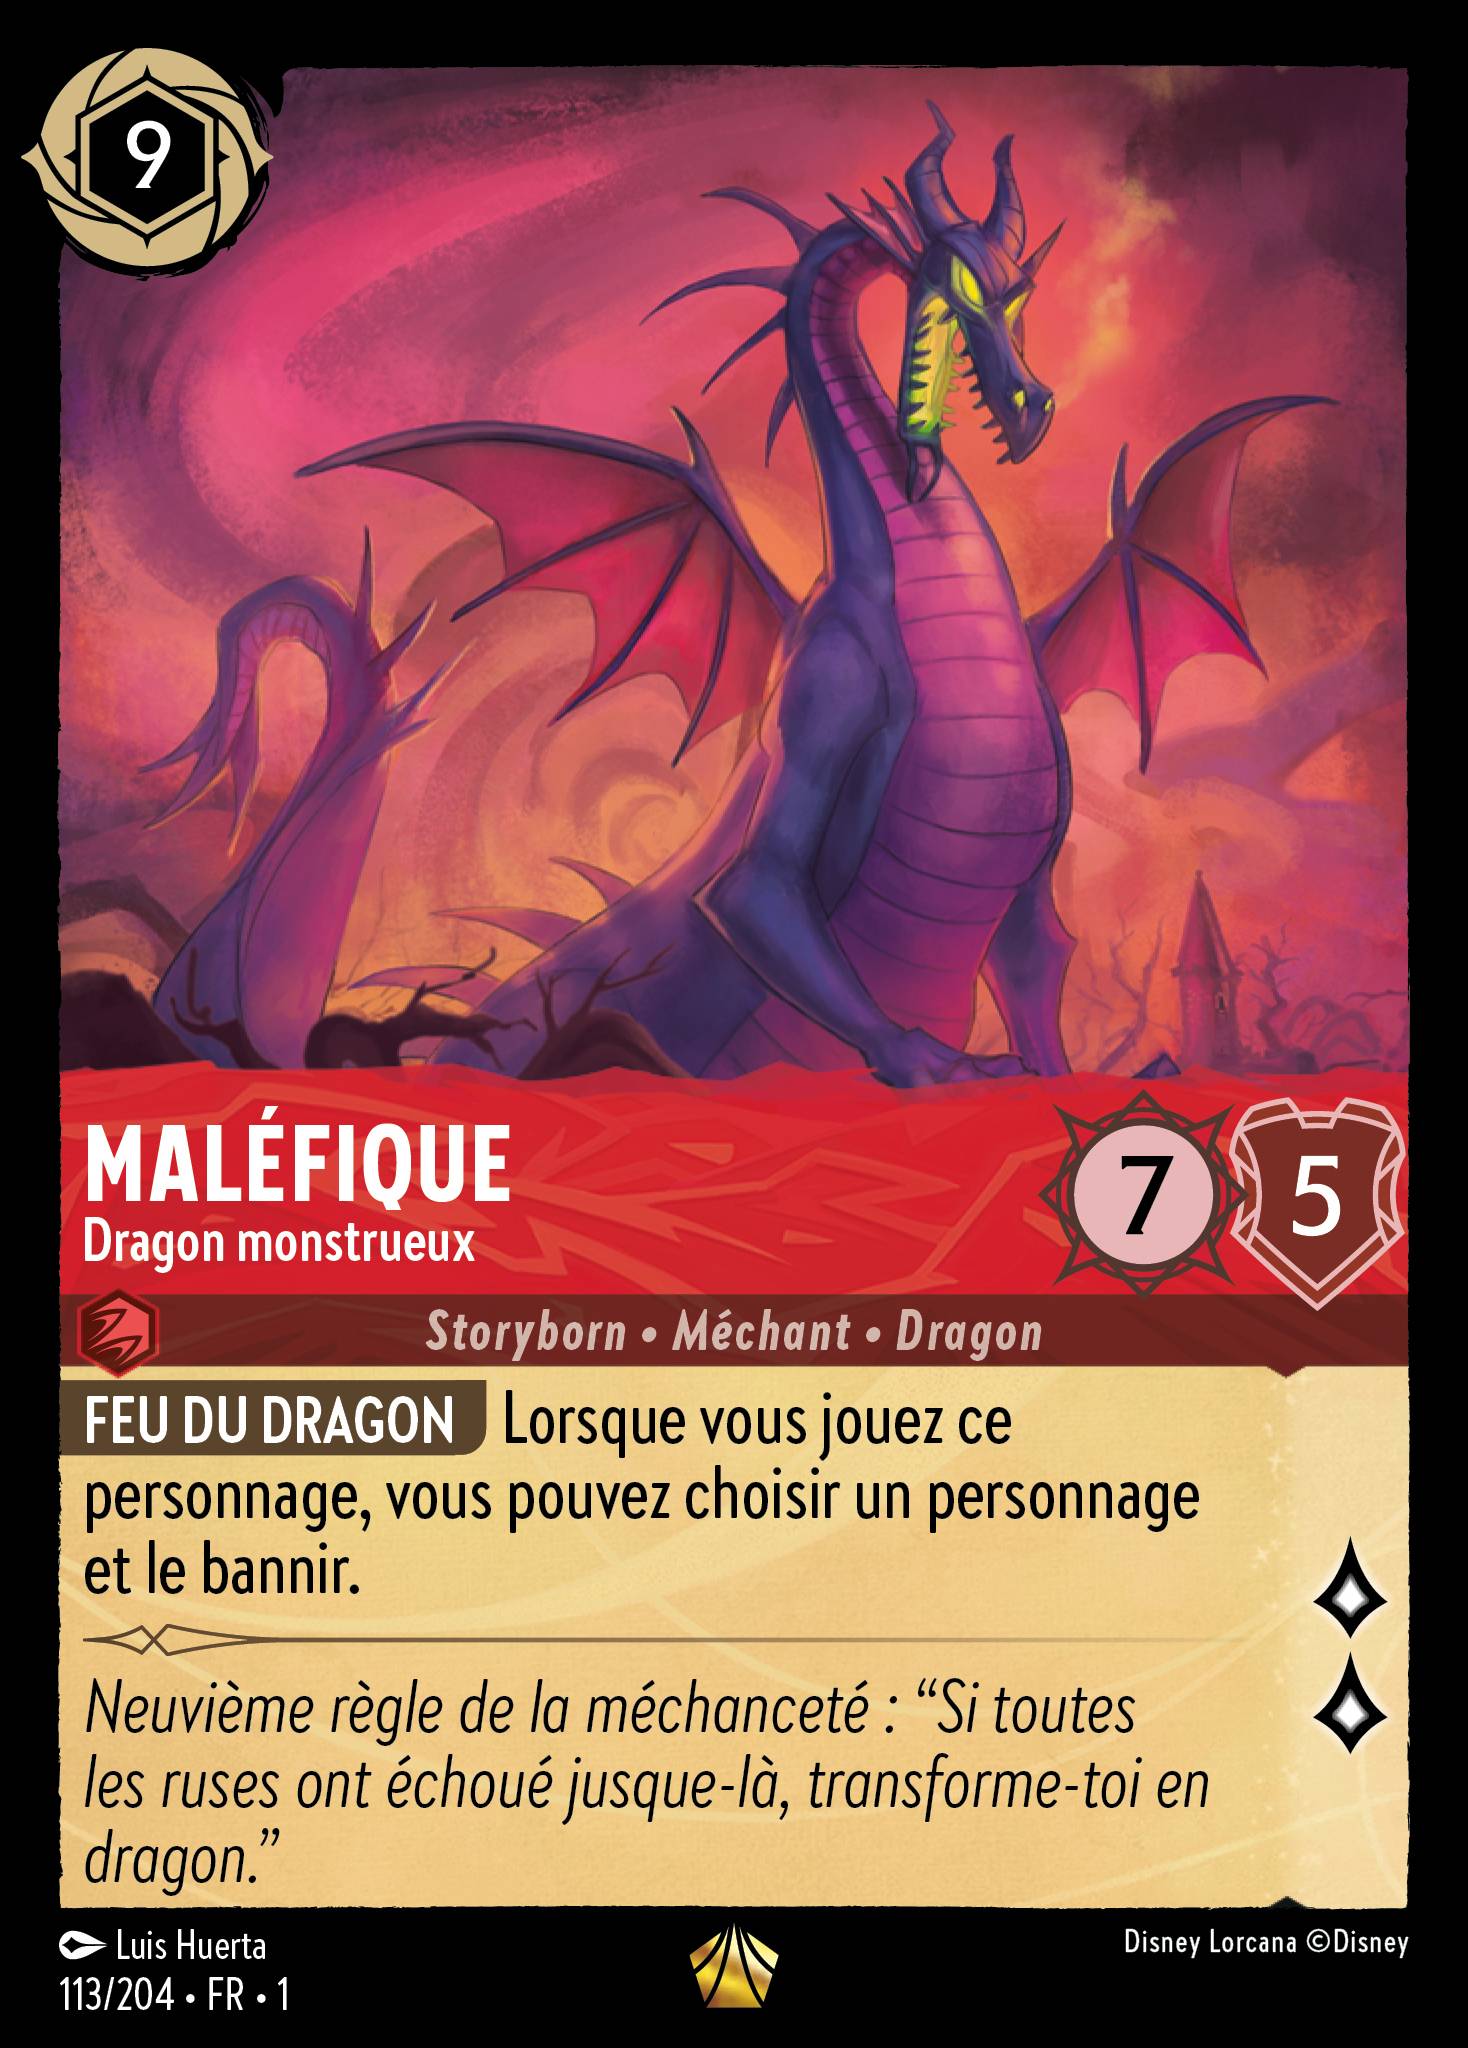 9
MALÉFIQUE
Dragon monstrueux
7
5
Storyborn • Méchant • Dragon
FEU DU DRAGON Lorsque vous jouez ce
personnage, vous pouvez choisir un personnage
et le bannir.
Neuvième règle de la méchanceté : “Si toutes
les ruses ont échoué jusque-là, transforme-toi en
dragon.”
Luis Huerta
113/204 • FR • 1
Disney Lorcana ©Disney